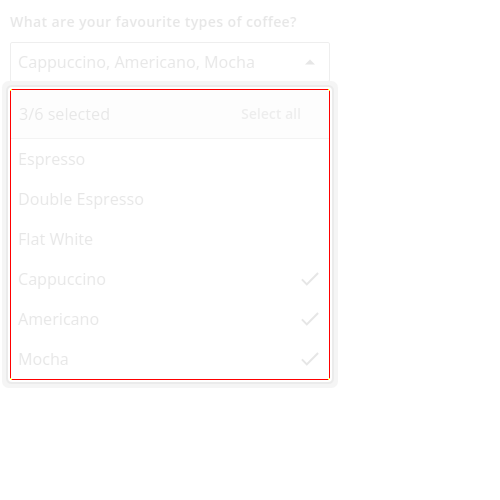 What are your favourite types of coffee?
Cappuccino, Americano, Mocha
3/6 selected Select all
Espresso
Double Espresso
Flat White
Cappuccino
Americano
Mocha